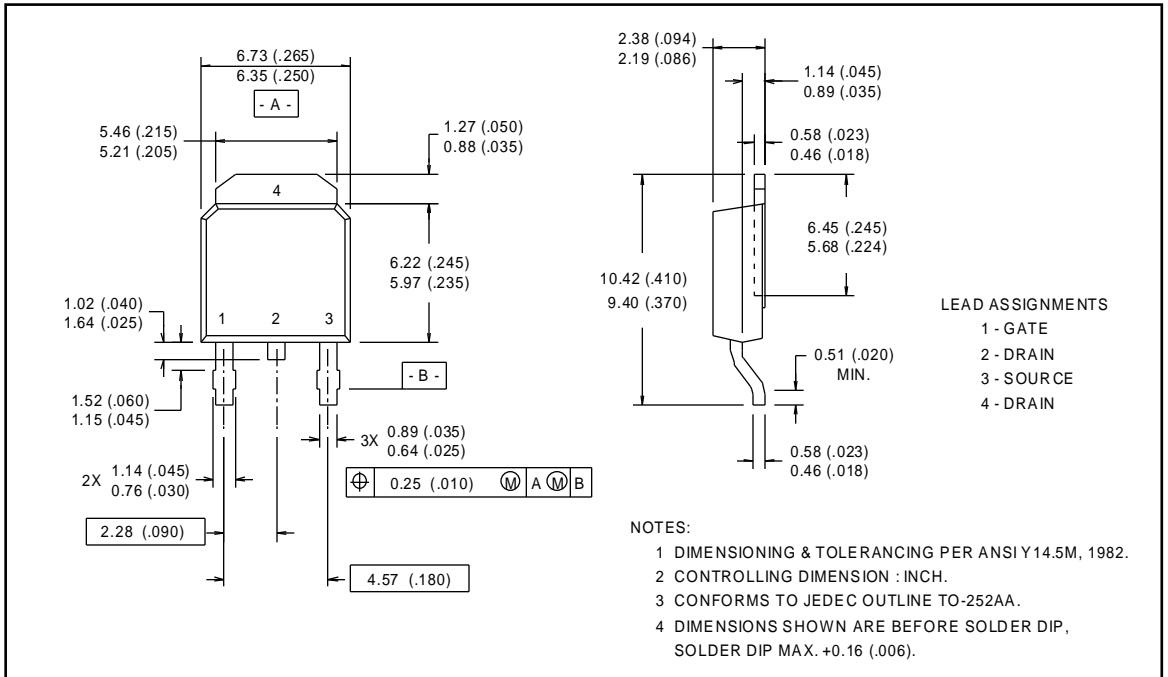 6.73 (.265)
6.35 (.250)
- A -
5.46 (.215)
5.21 (.205)
1.27 (.050)
0.88 (.035)
4
6.22 (.245)
5.97 (.235)
1.02 (.040)
1.64 (.025)
1 2 3
- B -
1.52 (.060)
1.15 (.045)
3X 0.89 (.035)
0.64 (.025)
2X 1.14 (.045)
0.76 (.030)
⌖ 0.25 (.010) Ⓜ A Ⓜ B
2.28 (.090)
4.57 (.180)
2.38 (.094)
2.19 (.086)
1.14 (.045)
0.89 (.035)
0.58 (.023)
0.46 (.018)
6.45 (.245)
5.68 (.224)
10.42 (.410)
9.40 (.370)
0.51 (.020)
MIN.
0.58 (.023)
0.46 (.018)
LEAD ASSIGNMENTS
1 - GATE
2 - DRAIN
3 - SOURCE
4 - DRAIN
NOTES:
1 DIMENSIONING & TOLERANCING PER ANSI Y14.5M, 1982.
2 CONTROLLING DIMENSION : INCH.
3 CONFORMS TO JEDEC OUTLINE TO-252AA.
4 DIMENSIONS SHOWN ARE BEFORE SOLDER DIP,
SOLDER DIP MAX. +0.16 (.006).